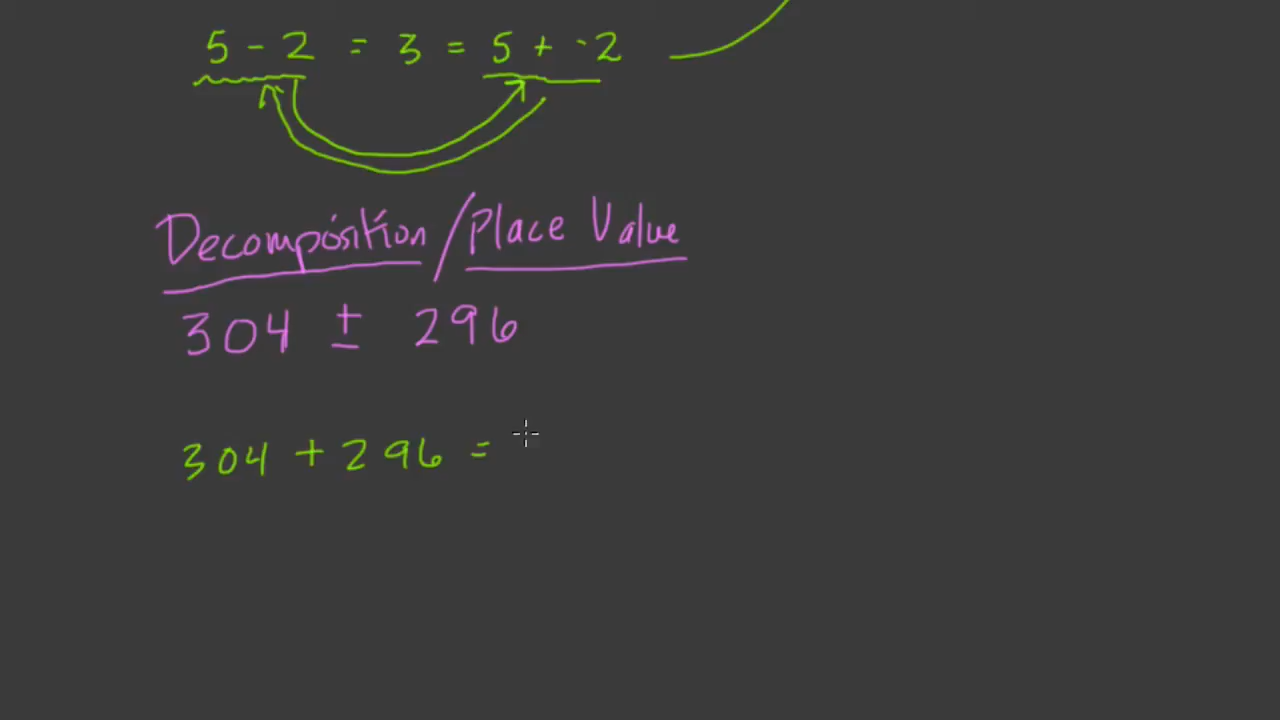 5 - 2 = 3 = 5 + -2
Decomposition / Place Value
304 ± 296
304 + 296 =